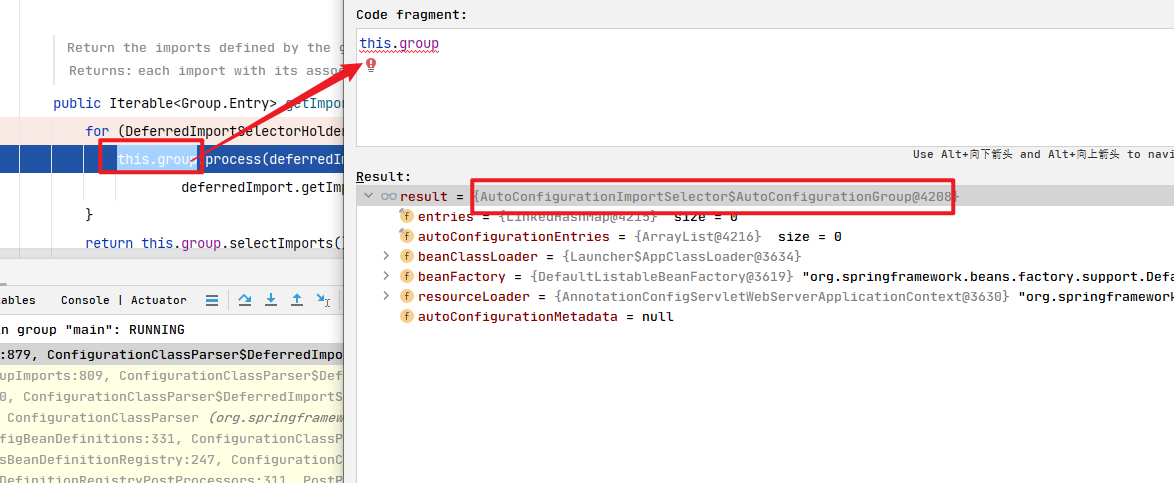 Return the imports defined by the g
Returns: each import with its asso
public Iterable<Group.Entry> getImpor
for (DeferredImportSelectorHolder
this.group.process(deferredIm
deferredImport.getImp
}
return this.group.selectImports()
ables Console | Actuator
in group "main": RUNNING
:879, ConfigurationClassParser$DeferredImpo
oupImports:809, ConfigurationClassParser$Def
0, ConfigurationClassParser$DeferredImportS
ConfigurationClassParser (org.springframew
figBeanDefinitions:331, ConfigurationClassP
sBeanDefinitionRegistry:247, ConfigurationC
DefinitionRegistryPostProcessors:311, PostP
Code fragment:
this.group
Use Alt+向下箭头 and Alt+向上箭头 to navi
Result:
result = {AutoConfigurationImportSelector$AutoConfigurationGroup@4208}
entries = {LinkedHashMap@4215} size = 0
autoConfigurationEntries = {ArrayList@4216} size = 0
beanClassLoader = {Launcher$AppClassLoader@3634}
beanFactory = {DefaultListableBeanFactory@3619} "org.springframework.beans.factory.support.Defa
resourceLoader = {AnnotationConfigServletWebServerApplicationContext@3630} "org.springframework
autoConfigurationMetadata = null